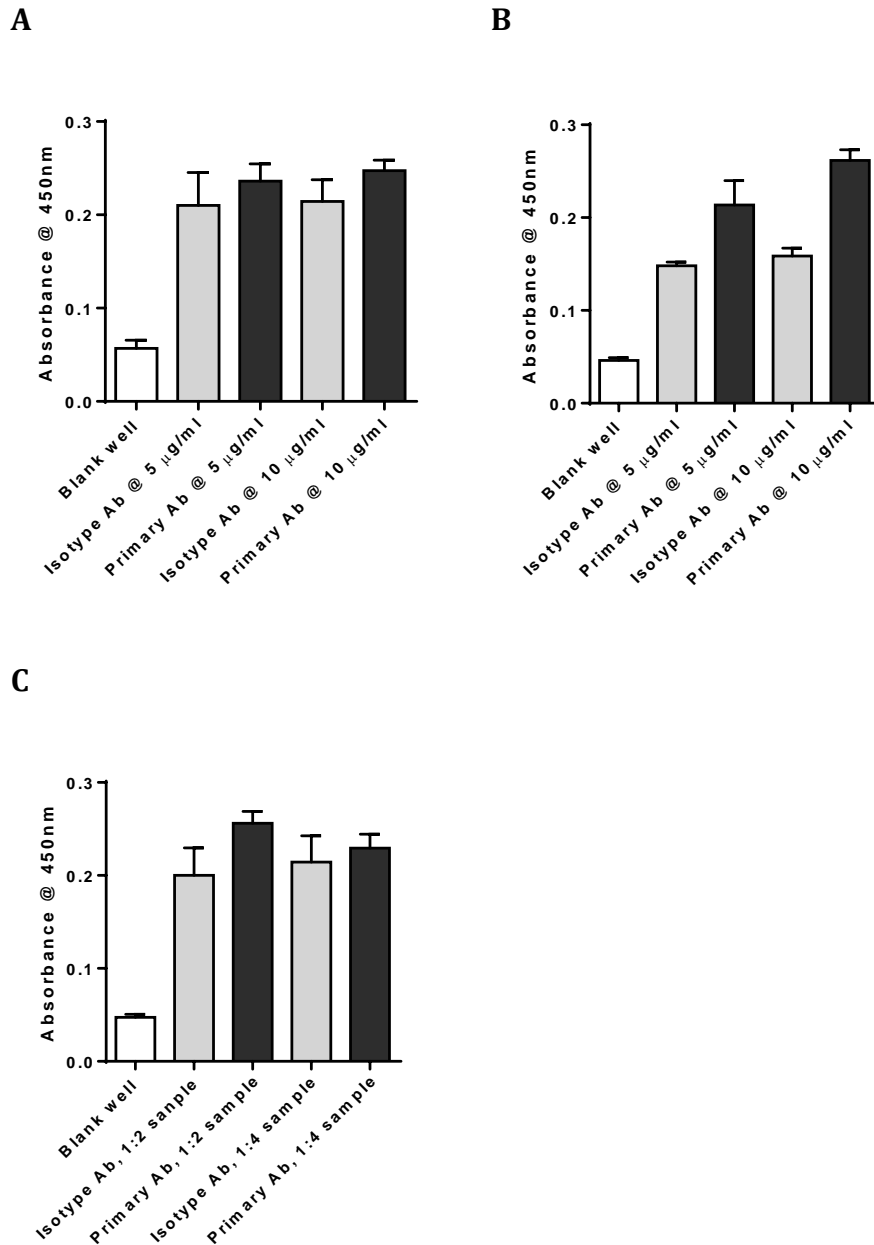 A
B
Absorbance @ 450nm
0.3
0.2
0.1
0.0
Blank well
Isotype Ab @ 5 μg/ml
Primary Ab @ 5 μg/ml
Isotype Ab @ 10 μg/ml
Primary Ab @ 10 μg/ml
Absorbance @ 450nm
0.3
0.2
0.1
0.0
Blank well
Isotype Ab @ 5 μg/ml
Primary Ab @ 5 μg/ml
Isotype Ab @ 10 μg/ml
Primary Ab @ 10 μg/ml
C
Absorbance @ 450nm
0.3
0.2
0.1
0.0
Blank well
Isotype Ab, 1:2 sanple
Primary Ab, 1:2 sample
Isotype Ab, 1:4 sample
Primary Ab, 1:4 sample